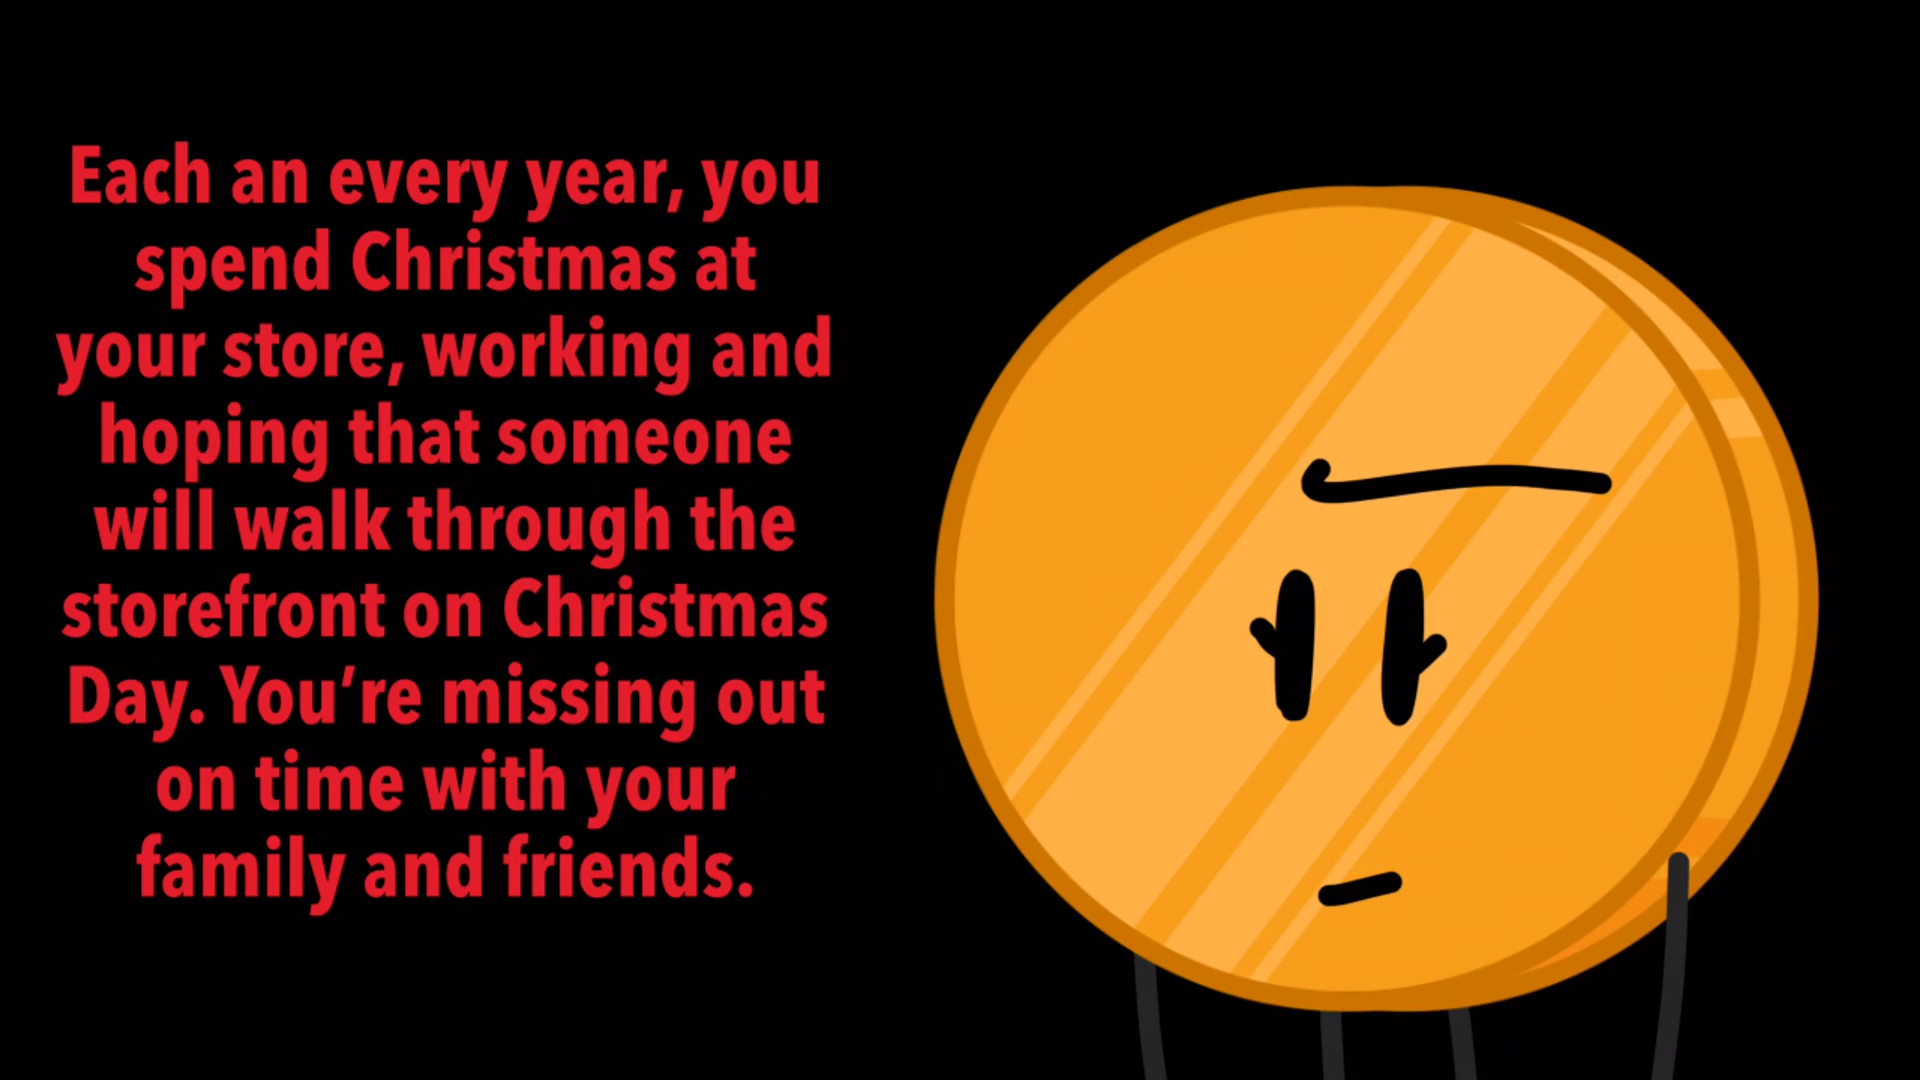 Each an every year, you
spend Christmas at
your store, working and
hoping that someone
will walk through the
storefront on Christmas
Day. You’re missing out
on time with your
family and friends.